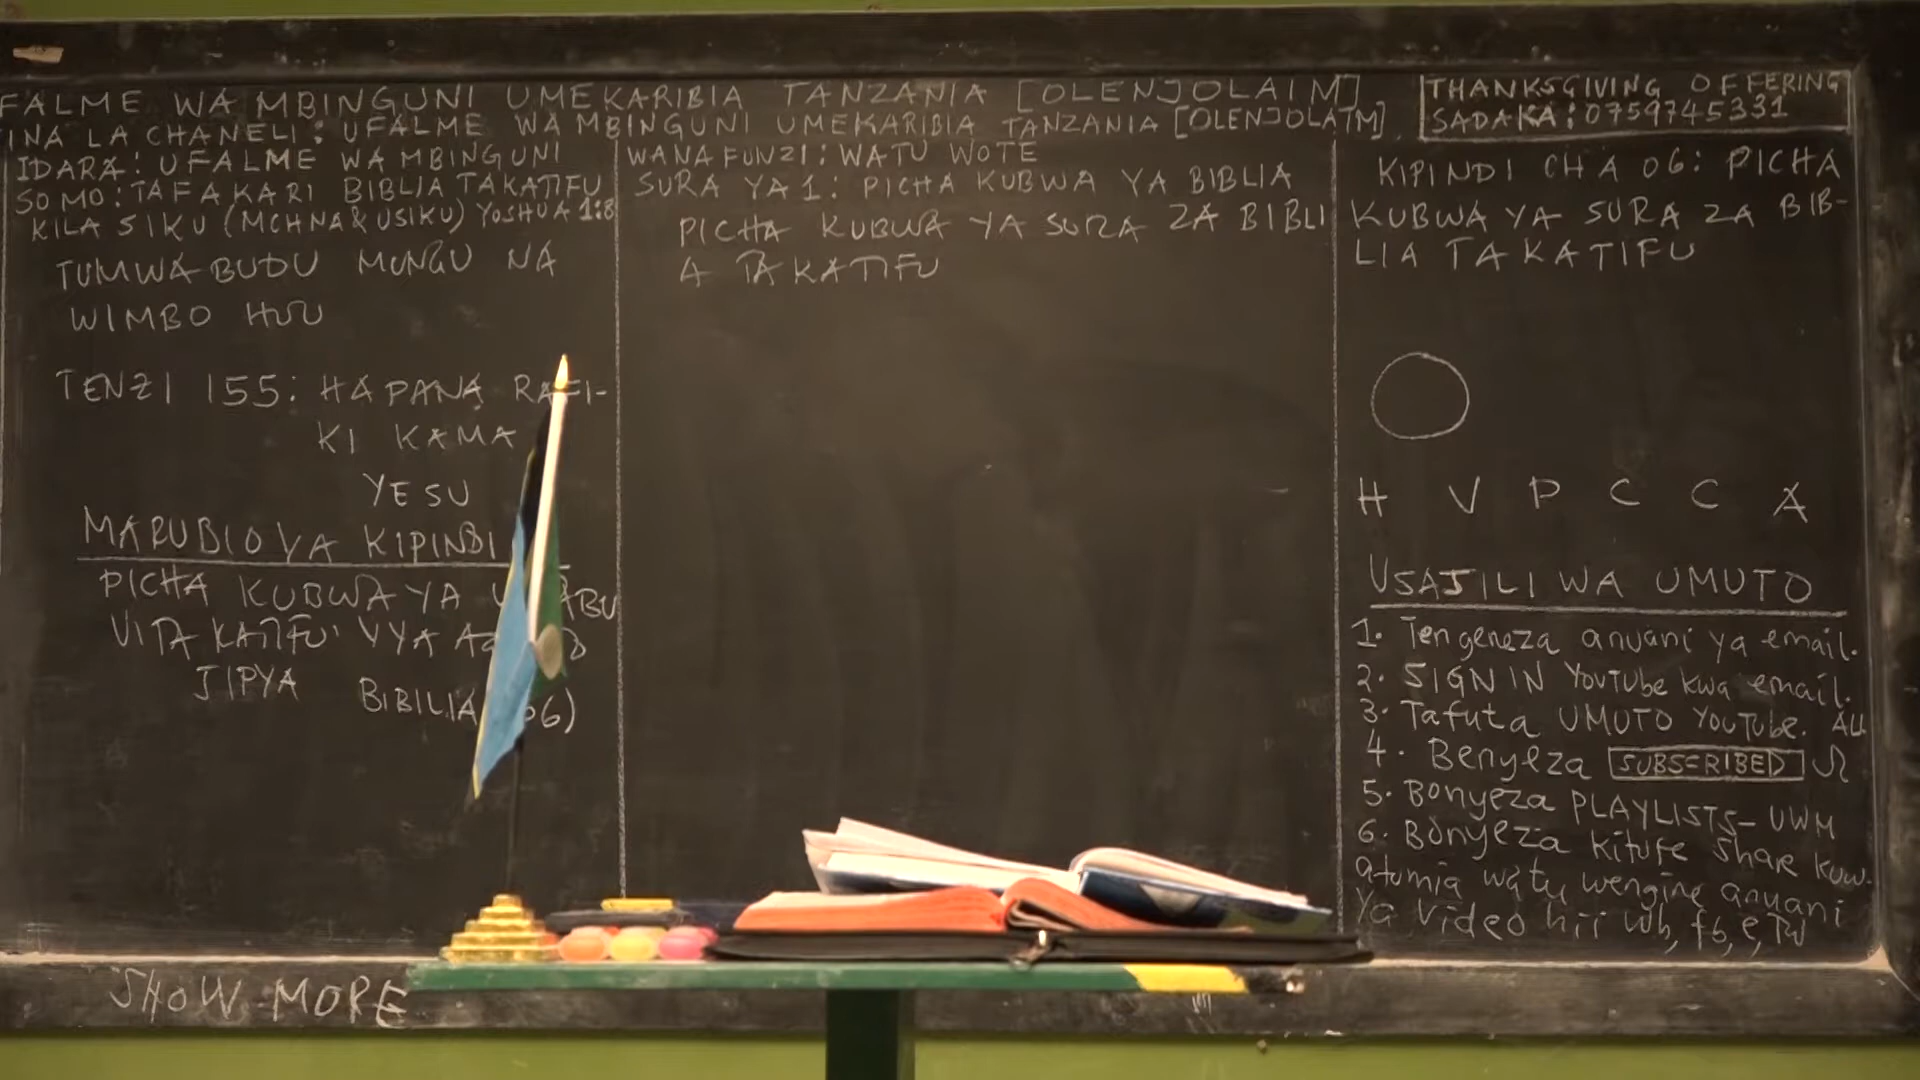 FALME WA MBINGUNI UMEKARIBIA TANZANIA [OLENJOLAIM]
INA LA CHANELI: UFALME WA MBINGUNI UMEKARIBIA TANZANIA [OLENJOLAIM]
THANKSGIVING OFFERING
SADAKA: 0759745331
IDARA: UFALME WA MBINGUNI
SOMO: TAFAKARI BIBLIA TAKATIFU
KILA SIKU (MCHNA & USIKU) YOSHUA 1:8
TUMWABUDU MUNGU NA
WIMBO HUU
TENZI 155: HAPANA RAFI-
KI KAMA
YESU
MARUDIO YA KIPINDI
PICHA KUBWA YA
VITAKATIFU VYA
JIPYA BIBILIA 06)
WANAFUNZI: WATU WOTE
SURA YA 1: PICHA KUBWA YA BIBLIA
PICHA KUBWA YA SURA ZA BIBLI
A TAKATIFU
KIPINDI CHA 06: PICHA
KUBWA YA SURA ZA BIB-
LIA TAKATIFU
H V P C C A
USAJILI WA UMUTO
1. Tengeneza anuani ya email.
2. SIGN IN YOUTUBE kwa email.
3. Tafuta UMUTO YOUTUBE. ALL
4. Benyeza SUBSCRIBED
5. Bonyeza PLAYLISTS- UWM
6. Bonyeza kitufe share kuw-
atumia watu wengine anuani
ya video hii wh, fb, e, TW
SHOW MORE